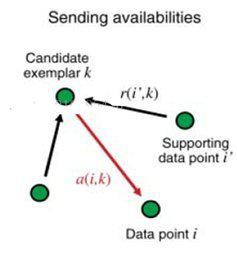 Sending availabilities
Candidate
exemplar k
r(i',k)
Supporting
data point i'
a(i,k)
Data point i